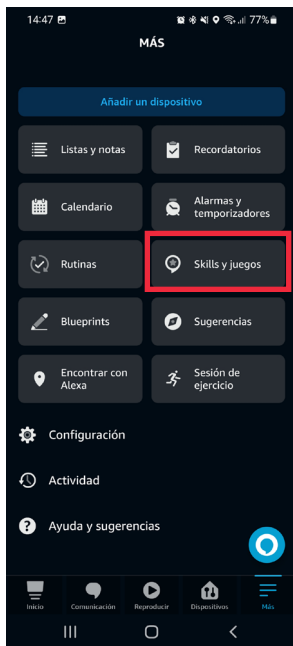 14:47 77%
MÁS
Añadir un dispositivo
Listas y notas
Recordatorios
Calendario
Alarmas y
temporizadores
Rutinas
Skills y juegos
Blueprints
Sugerencias
Encontrar con
Alexa
Sesión de
ejercicio
Configuración
Actividad
Ayuda y sugerencias
Inicio Comunicación Reproducir Dispositivos Más